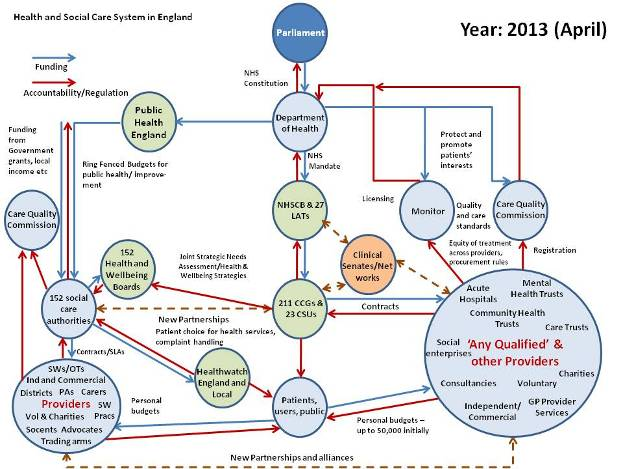 Health and Social Care System in England
Year: 2013 (April)
Parliament
Funding
Accountability/Regulation
NHS
Constitution
Public
Health
England
Department
of Health
Funding
from
Government
grants, local
income etc
Ring Fenced Budgets for
public health/ improve-
ment
NHS
Mandate
Protect and
promote
patients'
interests
Care Quality
Commission
NHSCB & 27
LATs
Licensing
Monitor
Quality
and care
standards
Care Quality
Commission
152
Health and
Wellbeing
Boards
Joint Strategic Needs
Assessment/Health &
Wellbeing Strategies
Clinical
Senates/Net
works
Equity of treatment
across providers,
procurement rules
Registration
152 social
care
authorities
211 CCGs &
23 CSUs
Contracts
New Partnerships
Patient choice for health services,
complaint handling
Contracts/SLAs
Acute
Hospitals
Mental
Health Trusts
Community Health
Trusts
Care Trusts
Social
enterprises
'Any Qualified' &
other Providers
Charities
Consultancies
Voluntary
Independent/
Commercial
GP Provider
Services
SWs/OTs
Ind and Commercial
Districts PAs Carers
Providers SW
Vol & Charities Pracs
Socents Advocates
Trading arms
Healthwatch
England and
Local
Patients,
users, public
Personal
budgets
Personal budgets –
up to 50,000 initially
New Partnerships and alliances